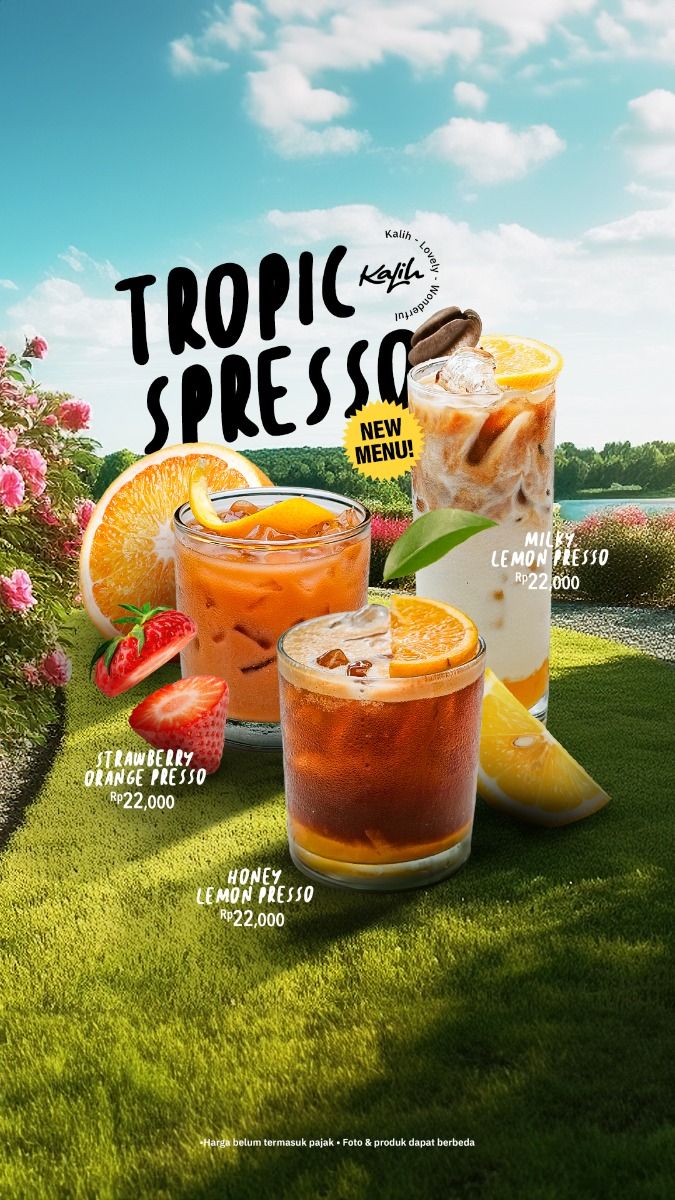 Kalih - Lovely - Wonderful
Kalih
TROPIC
SPRESSO
NEW
MENU!
MILKY
LEMON PRESSO
Rp22,000
STRAWBERRY
ORANGE PRESSO
Rp22,000
HONEY
LEMON PRESSO
Rp22,000
•Harga belum termasuk pajak • Foto & produk dapat berbeda